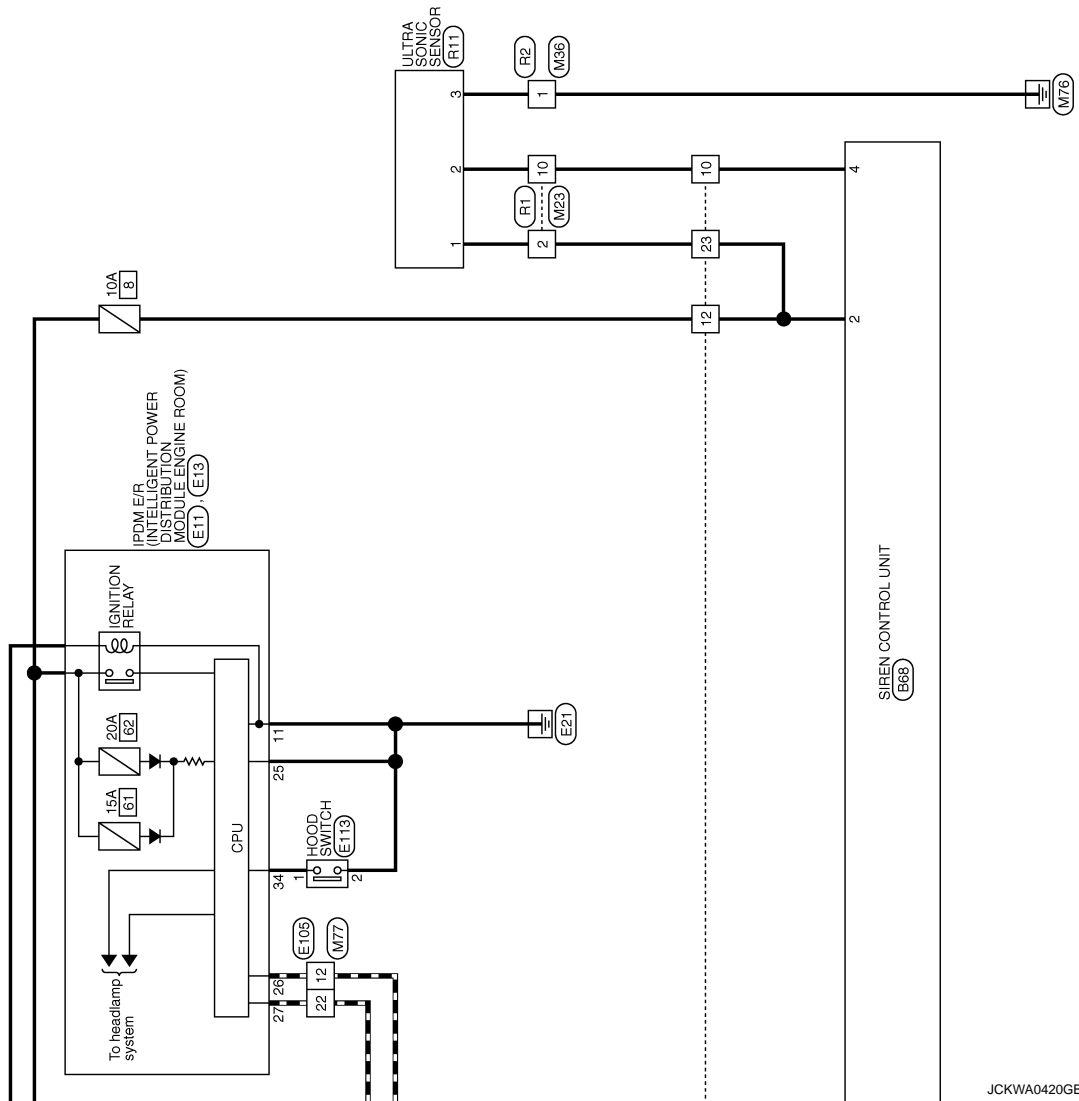 ULTRA
SONIC
SENSOR
R11
R2
M36
3
1
M76
2
10
10
4
R1
M23
1
2
23
10A
8
12
2
IPDM E/R
(INTELLIGENT POWER
DISTRIBUTION
MODULE ENGINE ROOM)
E11 , E13
IGNITION
RELAY
20A
62
15A
61
CPU
11
E21
25
HOOD
SWITCH
E113
34
1
2
To headlamp
system
E105
M77
26
12
27
22
SIREN CONTROL UNIT
B68
JCKWA0420GE